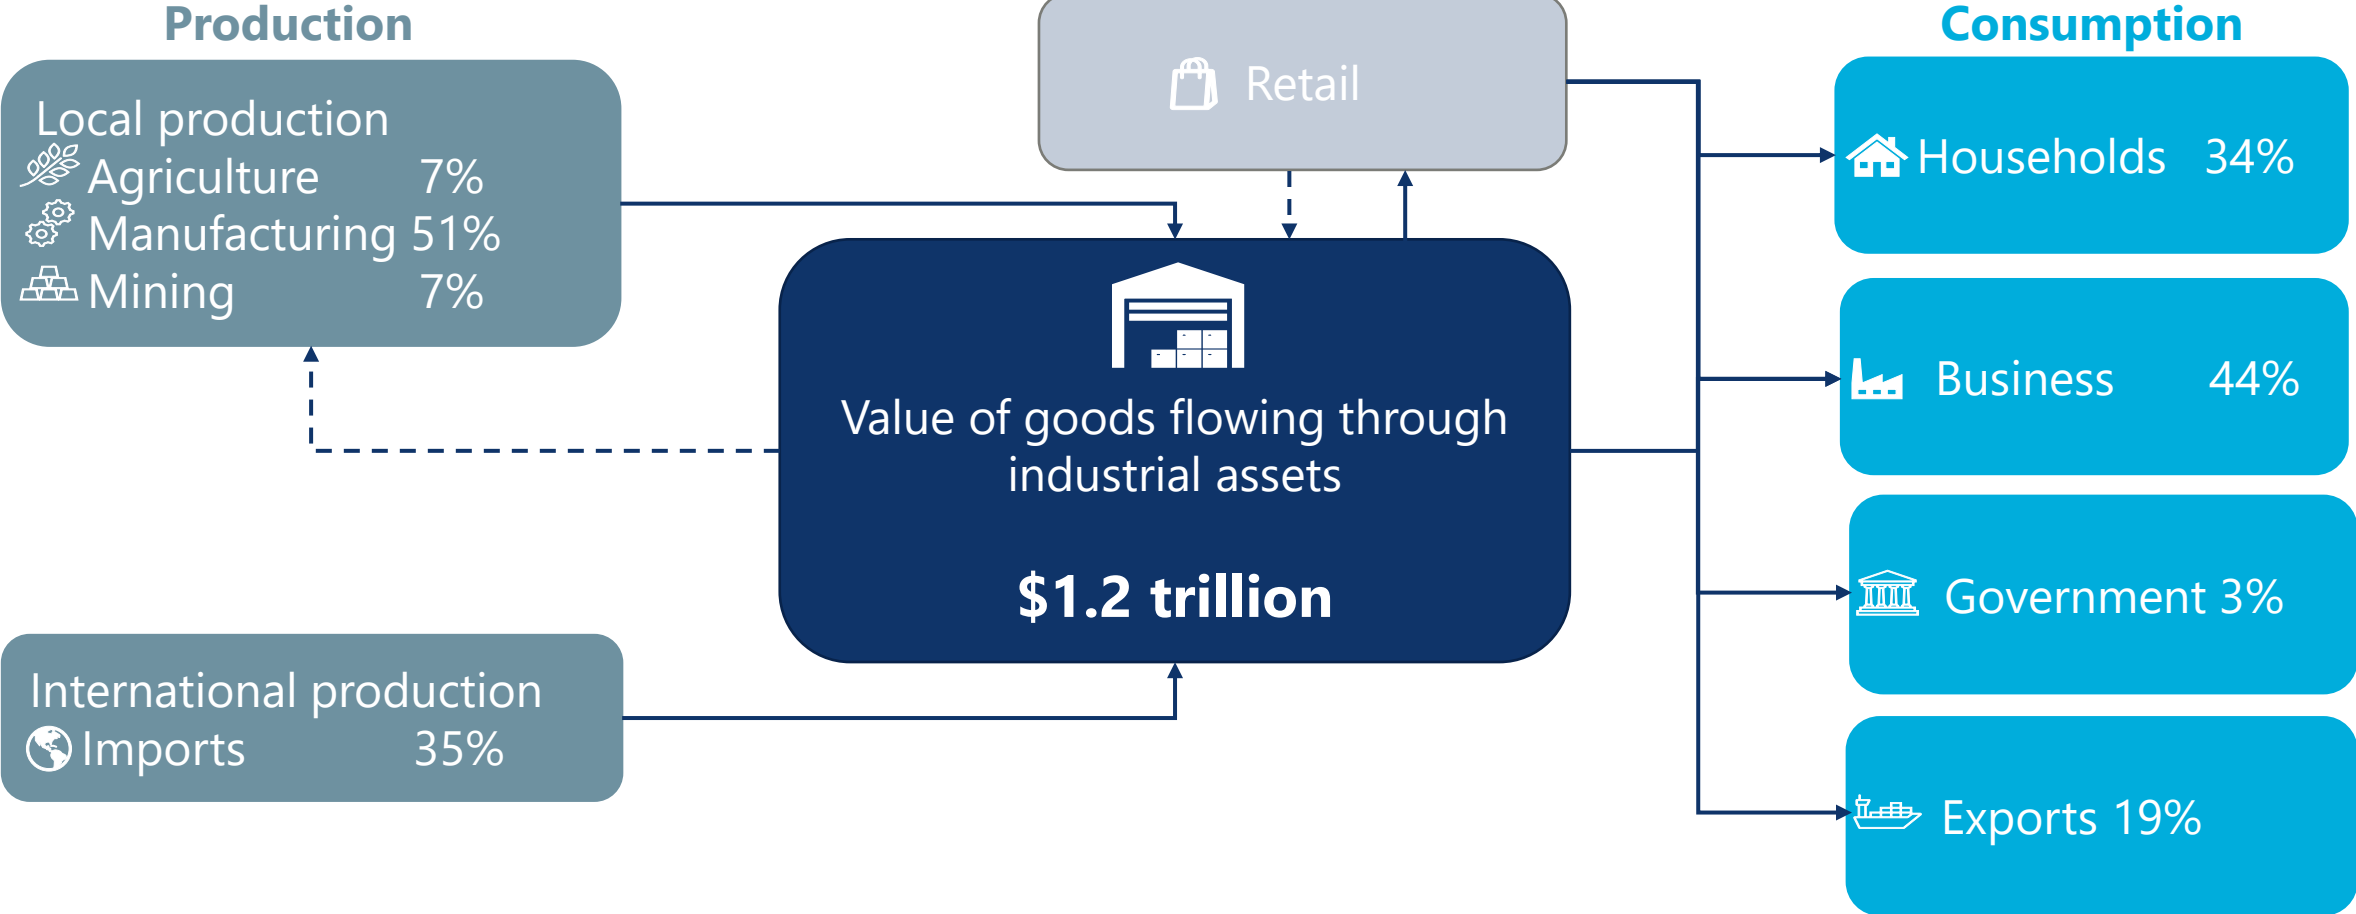 Production
Local production
Agriculture 7%
Manufacturing 51%
Mining 7%
International production
Imports 35%
Retail
Value of goods flowing through
industrial assets
$1.2 trillion
Consumption
Households 34%
Business 44%
Government 3%
Exports 19%